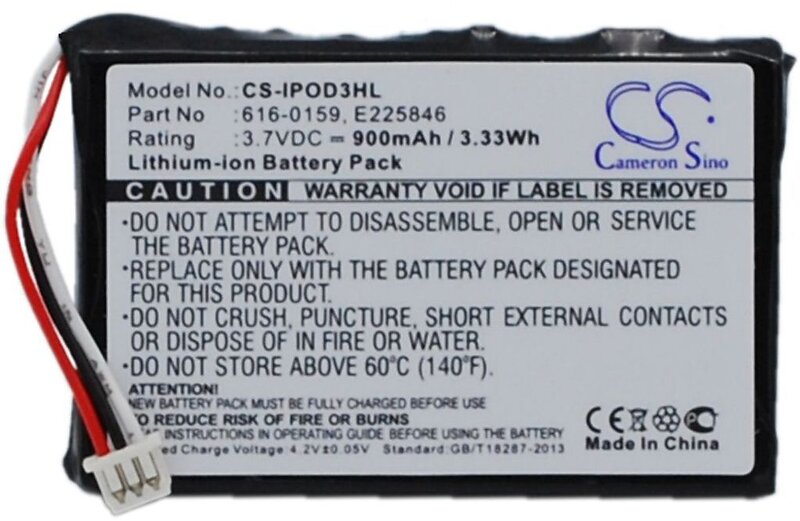 Model No.: CS-IPOD3HL
Part No : 616-0159, E225846
Rating : 3.7VDC ⎓ 900mAh / 3.33Wh
Lithium-ion Battery Pack
CS
Cameron Sino
CAUTION WARRANTY VOID IF LABEL IS REMOVED
·DO NOT ATTEMPT TO DISASSEMBLE, OPEN OR SERVICE
THE BATTERY PACK.
·REPLACE ONLY WITH THE BATTERY PACK DESIGNATED
FOR THIS PRODUCT.
·DO NOT CRUSH, PUNCTURE, SHORT EXTERNAL CONTACTS
OR DISPOSE OF IN FIRE OR WATER.
·DO NOT STORE ABOVE 60°C (140°F).
ATTENTION!
NEW BATTERY PACK MUST BE FULLY CHARGED BEFORE USE
TO REDUCE RISK OF FIRE OR BURNS
READ OPERATING GUIDE BEFORE USING THE BATTERY
Charge Voltage 4.2V±0.05V Standard:GB/T18287-2013
CE
Made In China